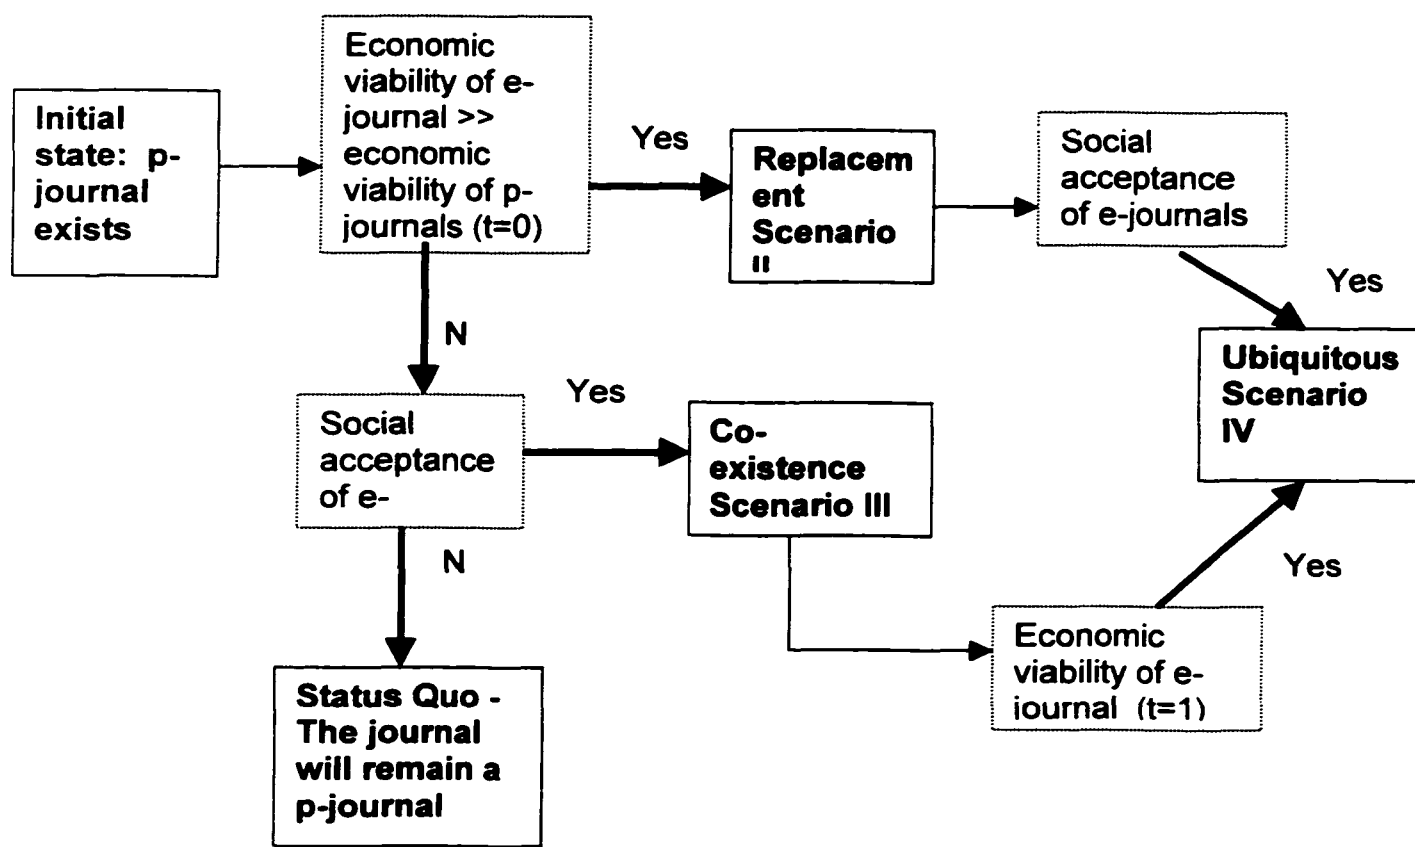 Initial
state: p-
journal
exists
Economic
viability of e-
journal >>
economic
viability of p-
journals (t=0)
Yes
Replacem
ent
Scenario
II
Social
acceptance
of e-journals
Yes
Ubiquitous
Scenario
IV
N
Social
acceptance
of e-
Yes
Co-
existence
Scenario III
N
Status Quo -
The journal
will remain a
p-journal
Economic
viability of e-
journal (t=1)
Yes